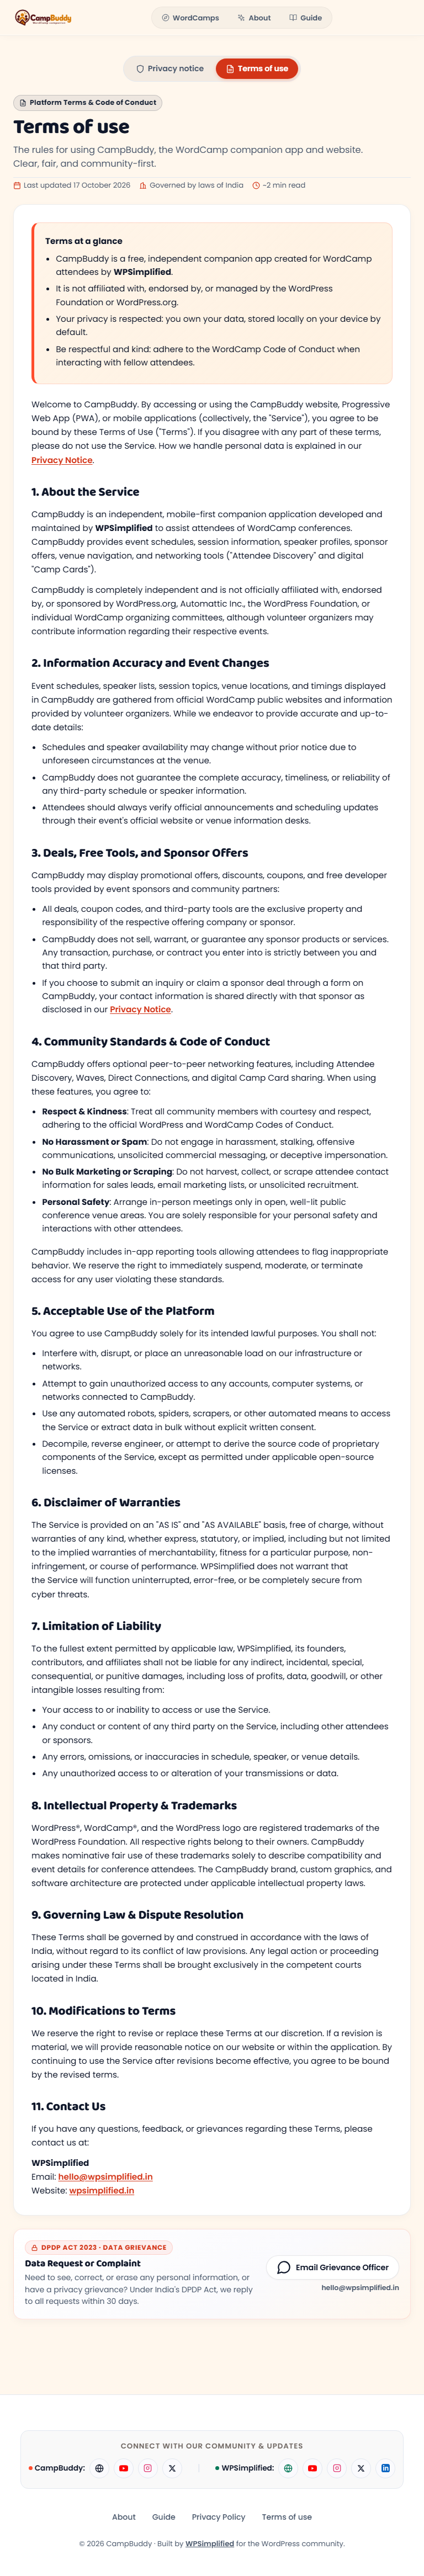 CampBuddy
WordCamps
About
Guide
Privacy notice
Terms of use
Platform Terms & Code of Conduct
Terms of use
The rules for using CampBuddy, the WordCamp companion app and website.
Clear, fair, and community-first.
Last updated 17 October 2026
Governed by laws of India
~2 min read
Terms at a glance
• CampBuddy is a free, independent companion app created for WordCamp
attendees by WPSimplified.
• It is not affiliated with, endorsed by, or managed by the WordPress
Foundation or WordPress.org.
• Your privacy is respected: you own your data, stored locally on your device by
default.
• Be respectful and kind: adhere to the WordCamp Code of Conduct when
interacting with fellow attendees.
Welcome to CampBuddy. By accessing or using the CampBuddy website, Progressive
Web App (PWA), or mobile applications (collectively, the "Service"), you agree to be
bound by these Terms of Use ("Terms"). If you disagree with any part of these terms,
please do not use the Service. How we handle personal data is explained in our
Privacy Notice.
1. About the Service
CampBuddy is an independent, mobile-first companion application developed and
maintained by WPSimplified to assist attendees of WordCamp conferences.
CampBuddy provides event schedules, session information, speaker profiles, sponsor
offers, venue navigation, and networking tools ("Attendee Discovery" and digital
"Camp Cards").
CampBuddy is completely independent and is not officially affiliated with, endorsed
by, or sponsored by WordPress.org, Automattic Inc., the WordPress Foundation, or
individual WordCamp organizing committees, although volunteer organizers may
contribute information regarding their respective events.
2. Information Accuracy and Event Changes
Event schedules, speaker lists, session topics, venue locations, and timings displayed
in CampBuddy are gathered from official WordCamp public websites and information
provided by volunteer organizers. While we endeavor to provide accurate and up-to-
date details:
• Schedules and speaker availability may change without prior notice due to
unforeseen circumstances at the venue.
• CampBuddy does not guarantee the complete accuracy, timeliness, or reliability of
any third-party schedule or speaker information.
• Attendees should always verify official announcements and scheduling updates
through their event's official website or venue information desks.
3. Deals, Free Tools, and Sponsor Offers
CampBuddy may display promotional offers, discounts, coupons, and free developer
tools provided by event sponsors and community partners:
• All deals, coupon codes, and third-party tools are the exclusive property and
responsibility of the respective offering company or sponsor.
• CampBuddy does not sell, warrant, or guarantee any sponsor products or services.
Any transaction, purchase, or contract you enter into is strictly between you and
that third party.
• If you choose to submit an inquiry or claim a sponsor deal through a form on
CampBuddy, your contact information is shared directly with that sponsor as
disclosed in our Privacy Notice.
4. Community Standards & Code of Conduct
CampBuddy offers optional peer-to-peer networking features, including Attendee
Discovery, Waves, Direct Connections, and digital Camp Card sharing. When using
these features, you agree to:
• Respect & Kindness: Treat all community members with courtesy and respect,
adhering to the official WordPress and WordCamp Codes of Conduct.
• No Harassment or Spam: Do not engage in harassment, stalking, offensive
communications, unsolicited commercial messaging, or deceptive impersonation.
• No Bulk Marketing or Scraping: Do not harvest, collect, or scrape attendee contact
information for sales leads, email marketing lists, or unsolicited recruitment.
• Personal Safety: Arrange in-person meetings only in open, well-lit public
conference venue areas. You are solely responsible for your personal safety and
interactions with other attendees.
CampBuddy includes in-app reporting tools allowing attendees to flag inappropriate
behavior. We reserve the right to immediately suspend, moderate, or terminate
access for any user violating these standards.
5. Acceptable Use of the Platform
You agree to use CampBuddy solely for its intended lawful purposes. You shall not:
• Interfere with, disrupt, or place an unreasonable load on our infrastructure or
networks.
• Attempt to gain unauthorized access to any accounts, computer systems, or
networks connected to CampBuddy.
• Use any automated robots, spiders, scrapers, or other automated means to access
the Service or extract data in bulk without explicit written consent.
• Decompile, reverse engineer, or attempt to derive the source code of proprietary
components of the Service, except as permitted under applicable open-source
licenses.
6. Disclaimer of Warranties
The Service is provided on an "AS IS" and "AS AVAILABLE" basis, free of charge, without
warranties of any kind, whether express, statutory, or implied, including but not limited
to the implied warranties of merchantability, fitness for a particular purpose, non-
infringement, or course of performance. WPSimplified does not warrant that
the Service will function uninterrupted, error-free, or be completely secure from
cyber threats.
7. Limitation of Liability
To the fullest extent permitted by applicable law, WPSimplified, its founders,
contributors, and affiliates shall not be liable for any indirect, incidental, special,
consequential, or punitive damages, including loss of profits, data, goodwill, or other
intangible losses resulting from:
• Your access to or inability to access or use the Service.
• Any conduct or content of any third party on the Service, including other attendees
or sponsors.
• Any errors, omissions, or inaccuracies in schedule, speaker, or venue details.
• Any unauthorized access to or alteration of your transmissions or data.
8. Intellectual Property & Trademarks
WordPress®, WordCamp®, and the WordPress logo are registered trademarks of the
WordPress Foundation. All respective rights belong to their owners. CampBuddy
makes nominative fair use of these trademarks solely to describe compatibility and
event details for conference attendees. The CampBuddy brand, custom graphics, and
software architecture are protected under applicable intellectual property laws.
9. Governing Law & Dispute Resolution
These Terms shall be governed by and construed in accordance with the laws of
India, without regard to its conflict of law provisions. Any legal action or proceeding
arising under these Terms shall be brought exclusively in the competent courts
located in India.
10. Modifications to Terms
We reserve the right to revise or replace these Terms at our discretion. If a revision is
material, we will provide reasonable notice on our website or within the application. By
continuing to use the Service after revisions become effective, you agree to be bound
by the revised terms.
11. Contact Us
If you have any questions, feedback, or grievances regarding these Terms, please
contact us at:
WPSimplified
Email: hello@wpsimplified.in
Website: wpsimplified.in
DPDP ACT 2023 · DATA GRIEVANCE
Data Request or Complaint
Need to see, correct, or erase any personal information, or
have a privacy grievance? Under India's DPDP Act, we reply
to all requests within 30 days.
Email Grievance Officer
hello@wpsimplified.in
CONNECT WITH OUR COMMUNITY & UPDATES
CampBuddy:
WPSimplified:
About
Guide
Privacy Policy
Terms of use
© 2026 CampBuddy · Built by WPSimplified for the WordPress community.